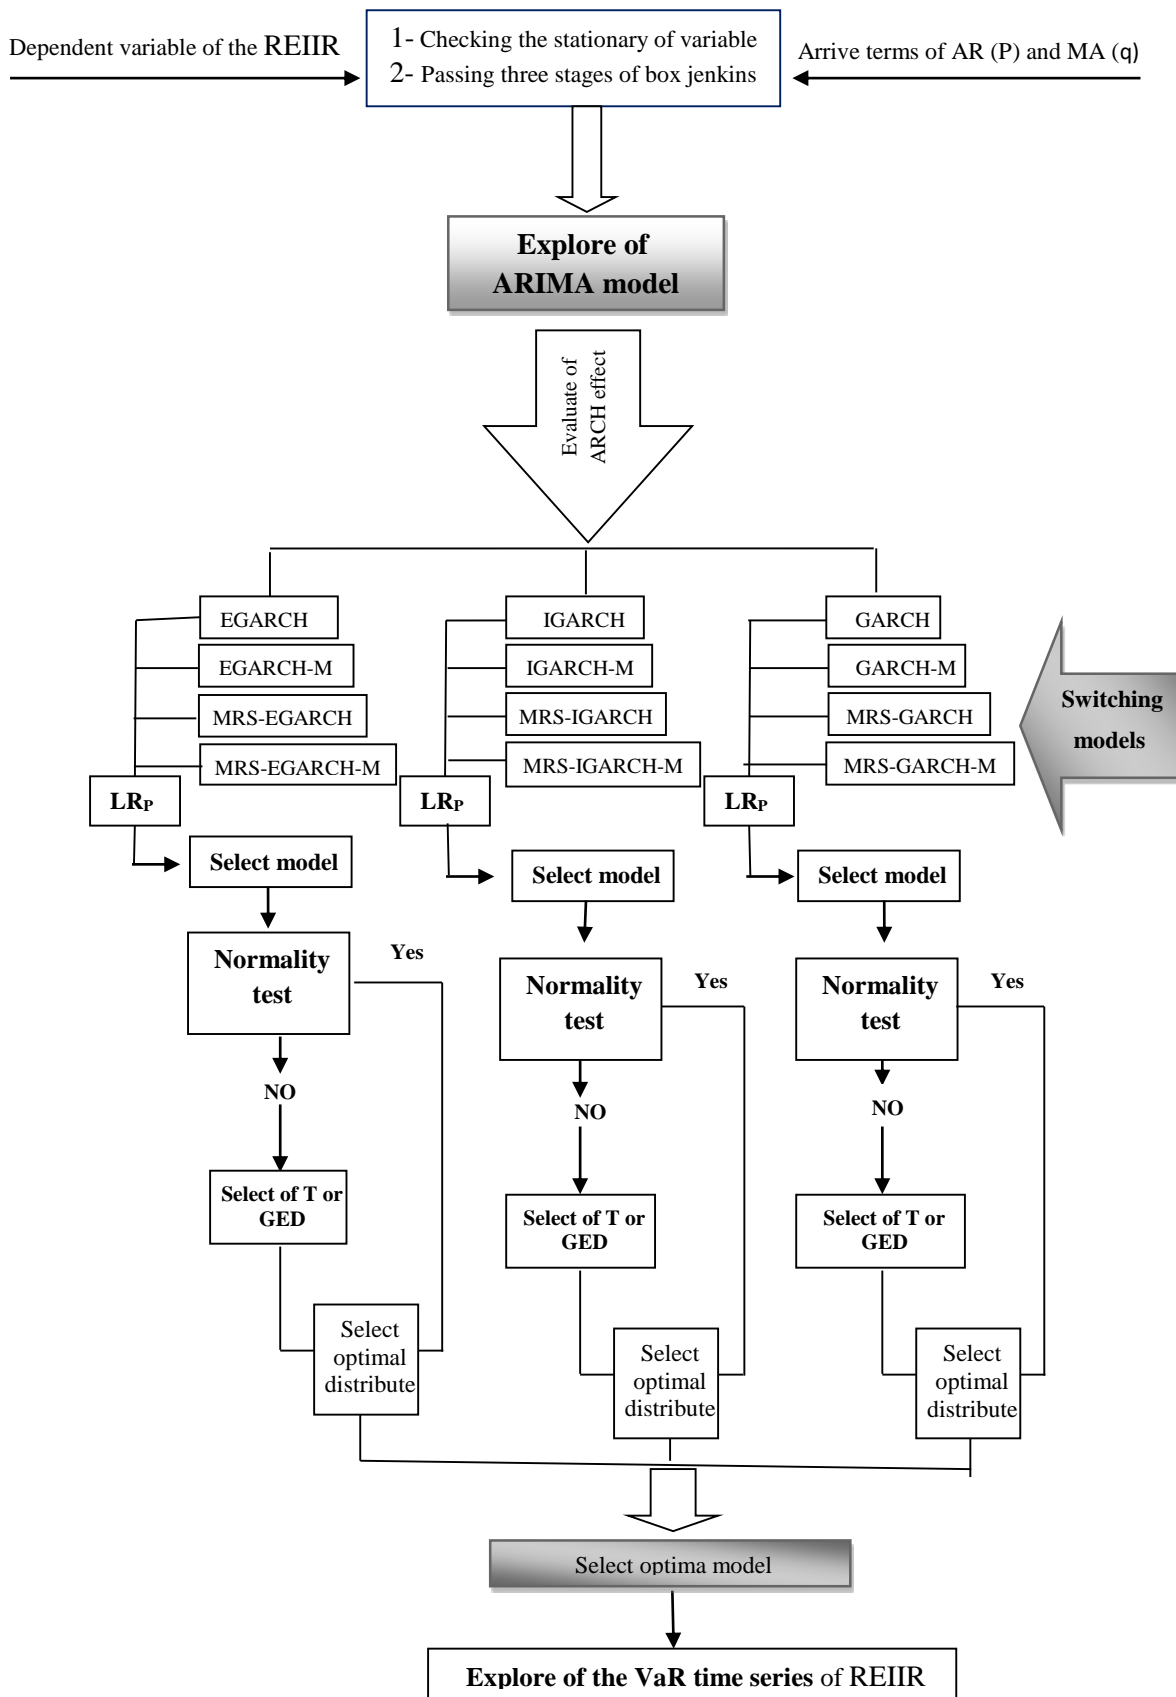 Dependent variable of the REIIR
1- Checking the stationary of variable
2- Passing three stages of box jenkins
Arrive terms of AR (P) and MA (q)
Explore of
ARIMA model
Evaluate of
ARCH effect
EGARCH
EGARCH-M
MRS-EGARCH
MRS-EGARCH-M
IGARCH
IGARCH-M
MRS-IGARCH
MRS-IGARCH-M
GARCH
GARCH-M
MRS-GARCH
MRS-GARCH-M
Switching
models
LRP
LRP
LRP
Select model
Select model
Select model
Normality
test
Yes
Normality
test
Yes
Normality
test
Yes
NO
NO
NO
Select of T or
GED
Select of T or
GED
Select of T or
GED
Select
optimal
distribute
Select
optimal
distribute
Select
optimal
distribute
Select optima model
Explore of the VaR time series of REIIR